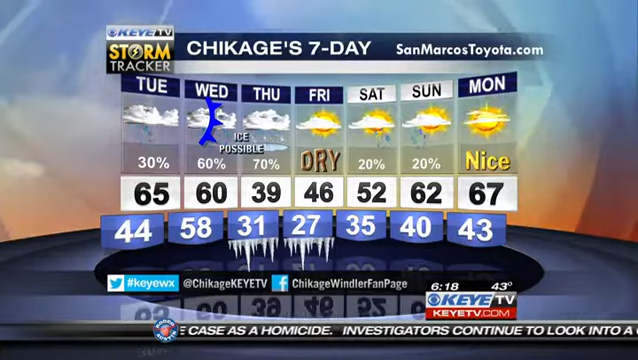 KEYE TV
STORM
TRACKER
CHIKAGE'S 7-DAY
SanMarcosToyota.com
TUE WED THU FRI SAT SUN MON
ICE
POSSIBLE
30% 60% 70% DRY 20% 20% Nice
65 60 39 46 52 62 67
44 58 31 27 35 40 43
#keyewx @ChikageKEYETV ChikageWindlerFanPage
6:18 43°
KEYE TV
KEYETV.COM
E CASE AS A HOMICIDE. INVESTIGATORS CONTINUE TO LOOK INTO A